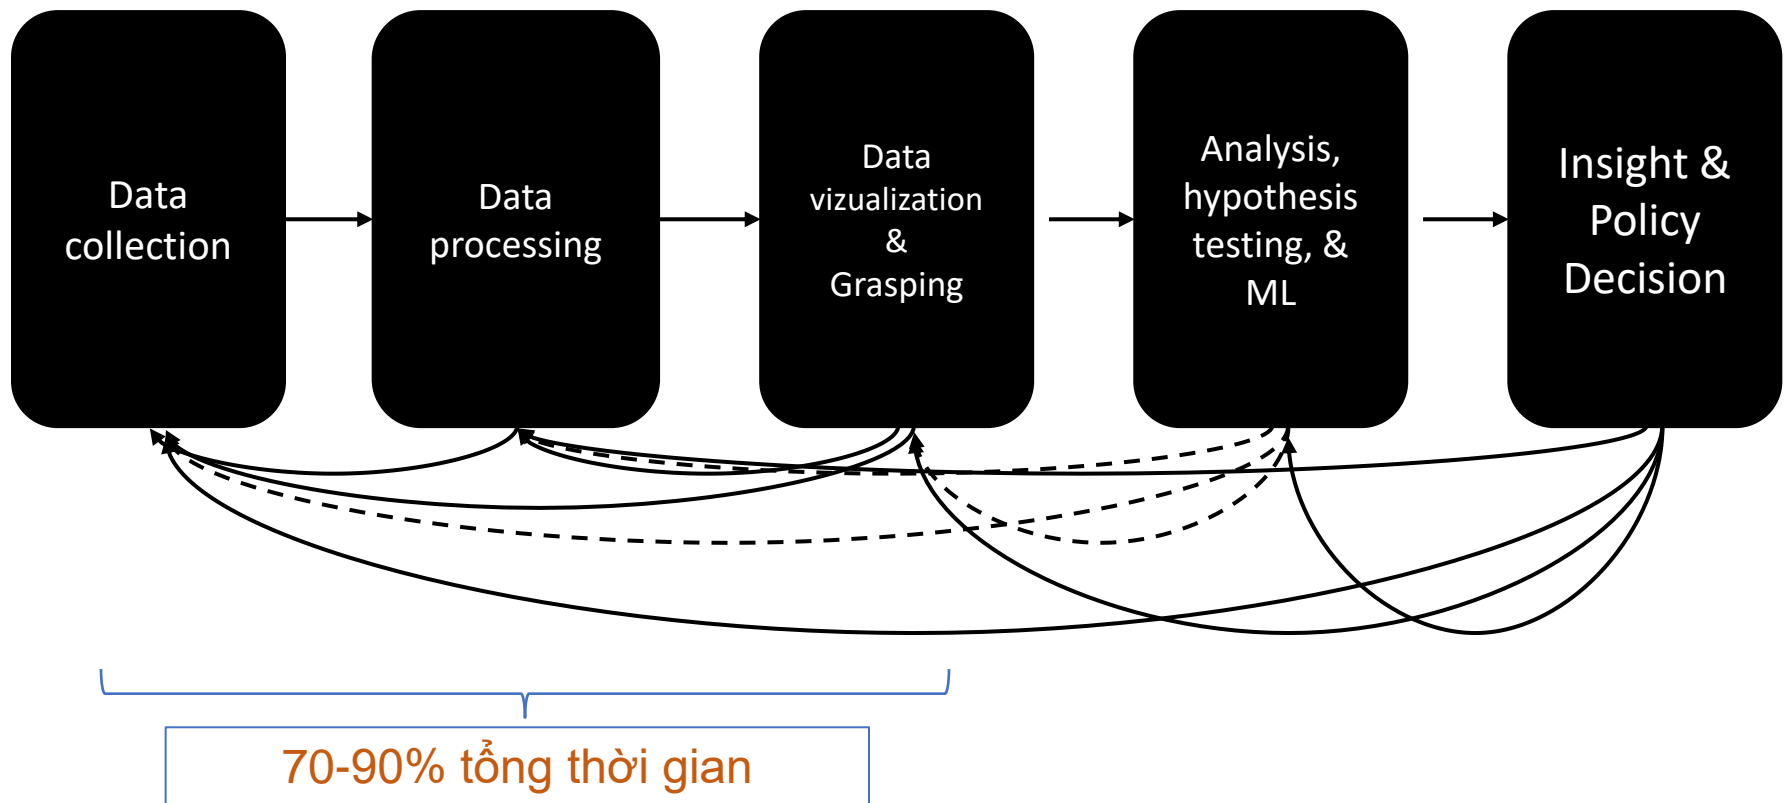 Data
collection
Data
processing
Data
vizualization
&
Grasping
Analysis,
hypothesis
testing, &
ML
Insight &
Policy
Decision
70-90% tổng thời gian